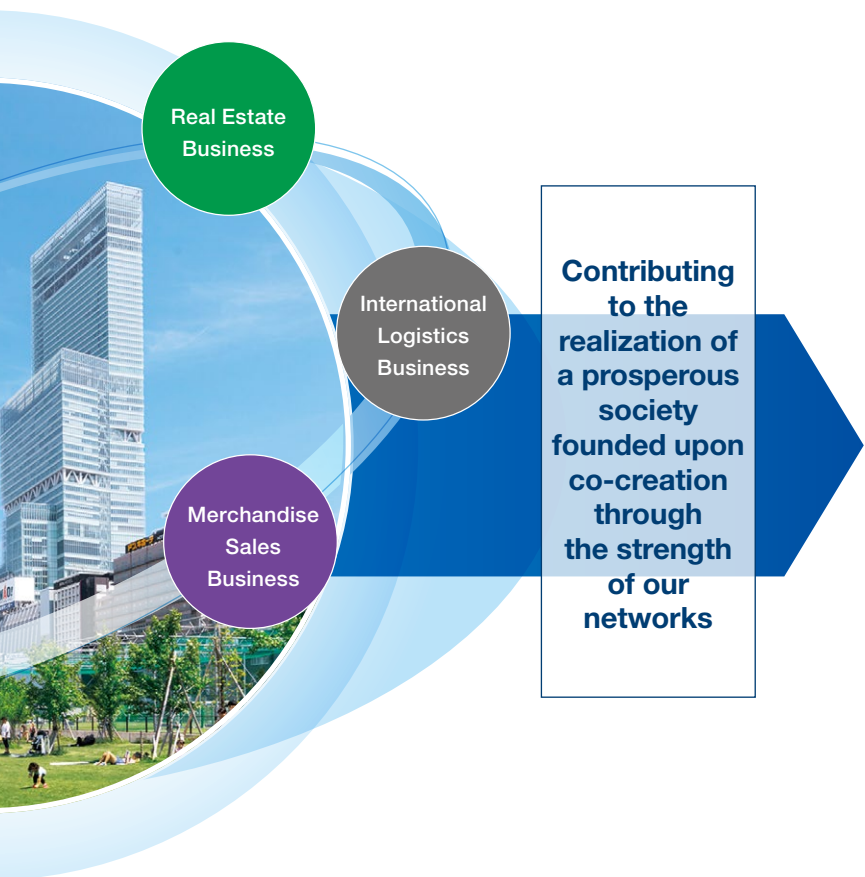 Real Estate
Business
International
Logistics
Business
Merchandise
Sales
Business
Contributing
to the
realization of
a prosperous
society
founded upon
co-creation
through
the strength
of our
networks